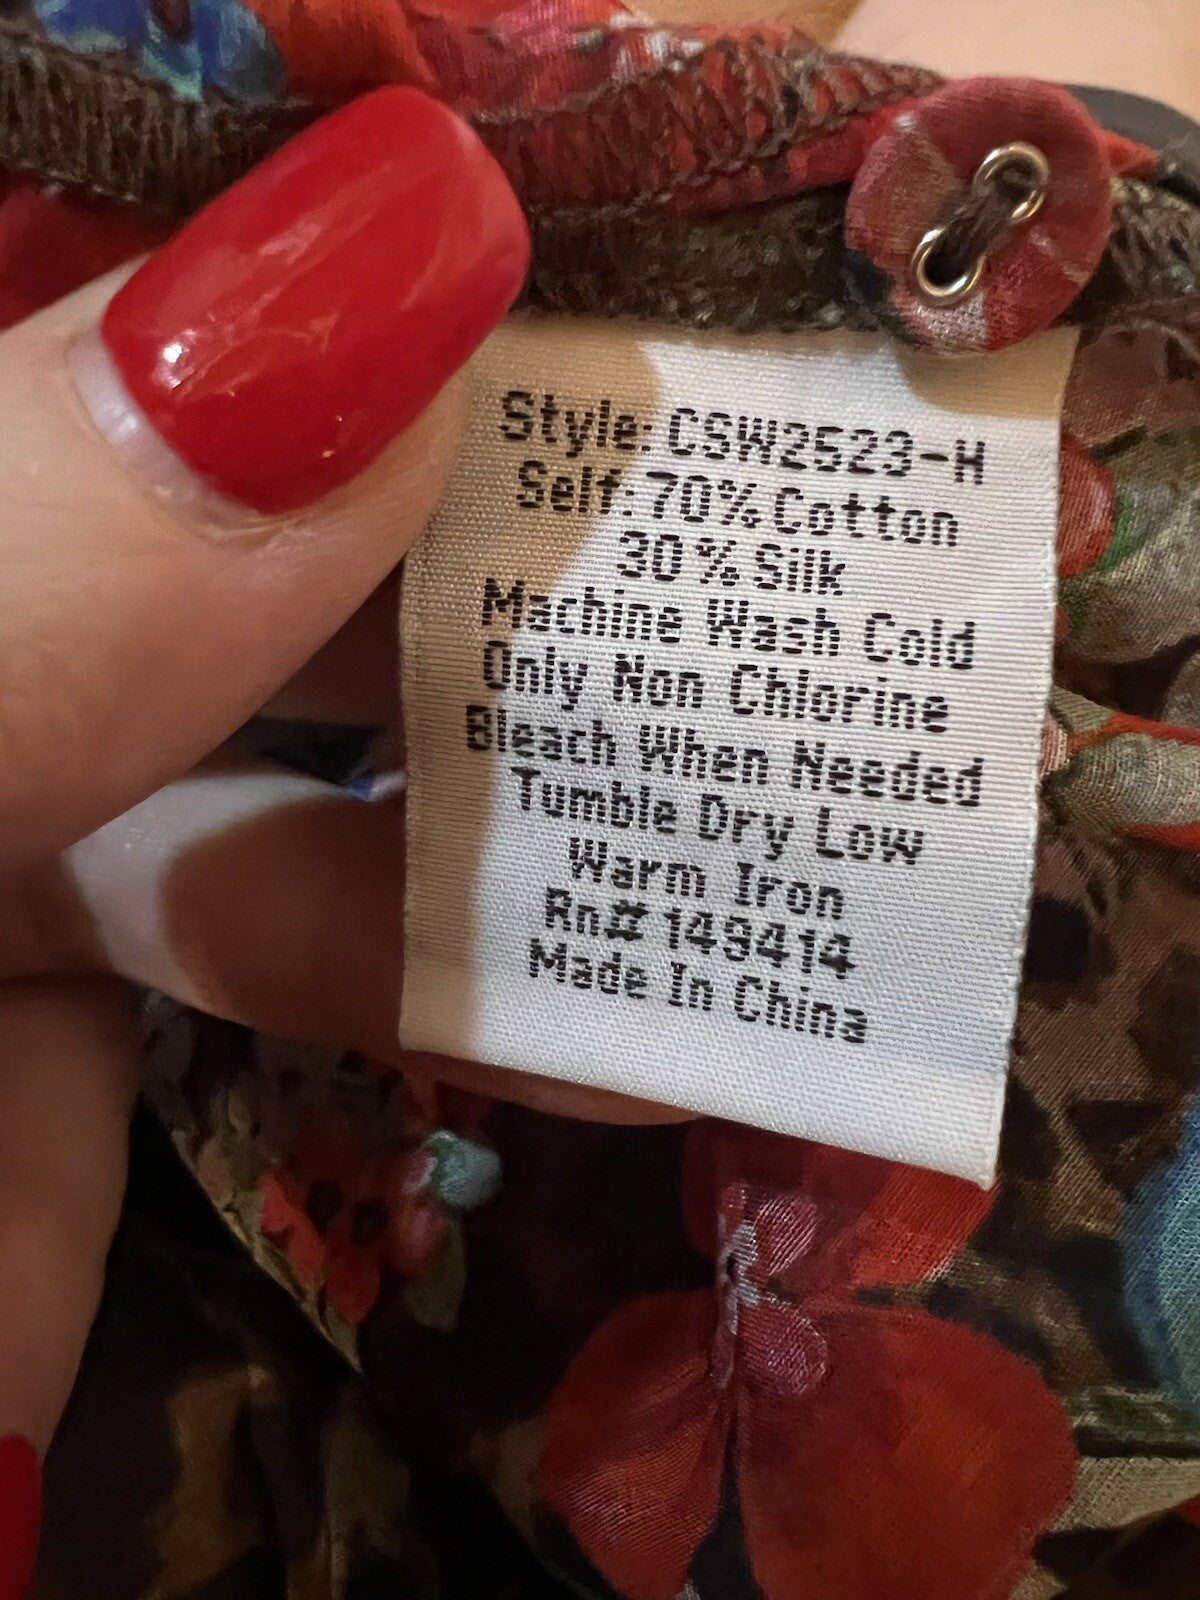 Style: CSW2523-H
Self: 70% Cotton
30% Silk
Machine Wash Cold
Only Non Chlorine
Bleach When Needed
Tumble Dry Low
Warm Iron
Rn# 149414
Made In China